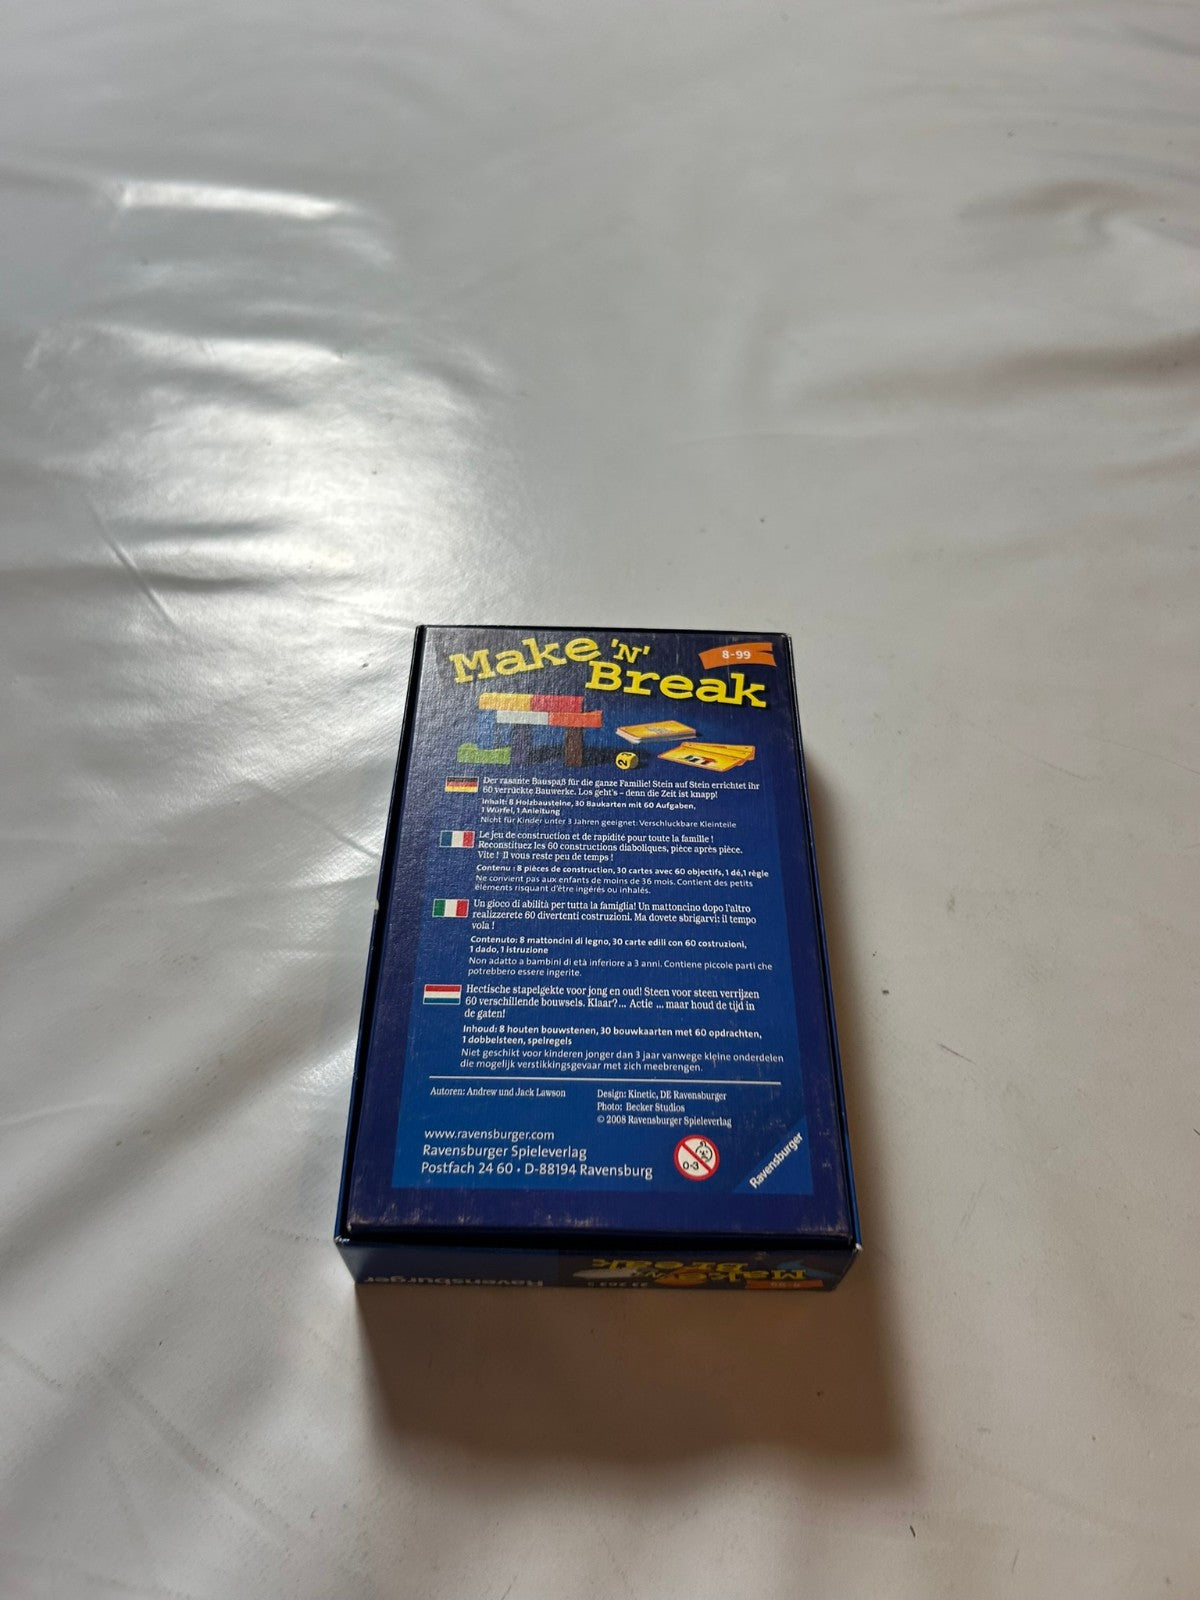 Make 'N' Break
8-99
Der rasante Bauspaß für die ganze Familie! Stein auf Stein errichtet ihr
60 verrückte Bauwerke. Los geht's – denn die Zeit ist knapp!
Inhalt: 8 Holzbausteine, 30 Baukarten mit 60 Aufgaben,
1 Würfel, 1 Anleitung
Nicht für Kinder unter 3 Jahren geeignet. Verschluckbare Kleinteile
Le jeu de construction et de rapidité pour toute la famille !
Reconstituez les 60 constructions diaboliques, pièce après pièce.
Vite ! Il vous reste peu de temps !
Contenu : 8 pièces de construction, 30 cartes avec 60 objectifs, 1 dé, 1 règle
Ne convient pas aux enfants de moins de 36 mois. Contient des petits
éléments risquant d'être ingérés ou inhalés.
Un gioco di abilità per tutta la famiglia! Un mattoncino dopo l'altro
realizzerete 60 divertenti costruzioni. Ma dovete sbrigarvi: il tempo
vola !
Contenuto: 8 mattoncini di legno, 30 carte edili con 60 costruzioni,
1 dado, 1 istruzione
Non adatto a bambini di età inferiore a 3 anni. Contiene piccole parti che
potrebbero essere ingerite.
Hectische stapelgekte voor jong en oud! Steen voor steen verrijzen
60 verschillende bouwsels. Klaar?... Actie ... maar houd de tijd in
de gaten!
Inhoud: 8 houten bouwstenen, 30 bouwkaarten met 60 opdrachten,
1 dobbelsteen, spelregels
Niet geschikt voor kinderen jonger dan 3 jaar vanwege kleine onderdelen
die mogelijk verstikkingsgevaar met zich meebrengen.
Autoren: Andrew und Jack Lawson
Design: Kinetic, DE Ravensburger
Photo: Becker Studios
© 2008 Ravensburger Spieleverlag
www.ravensburger.com
Ravensburger Spieleverlag
Postfach 24 60 • D-88194 Ravensburg
0-3
Ravensburger
Ravensburger
Make 'N' Break
8-99